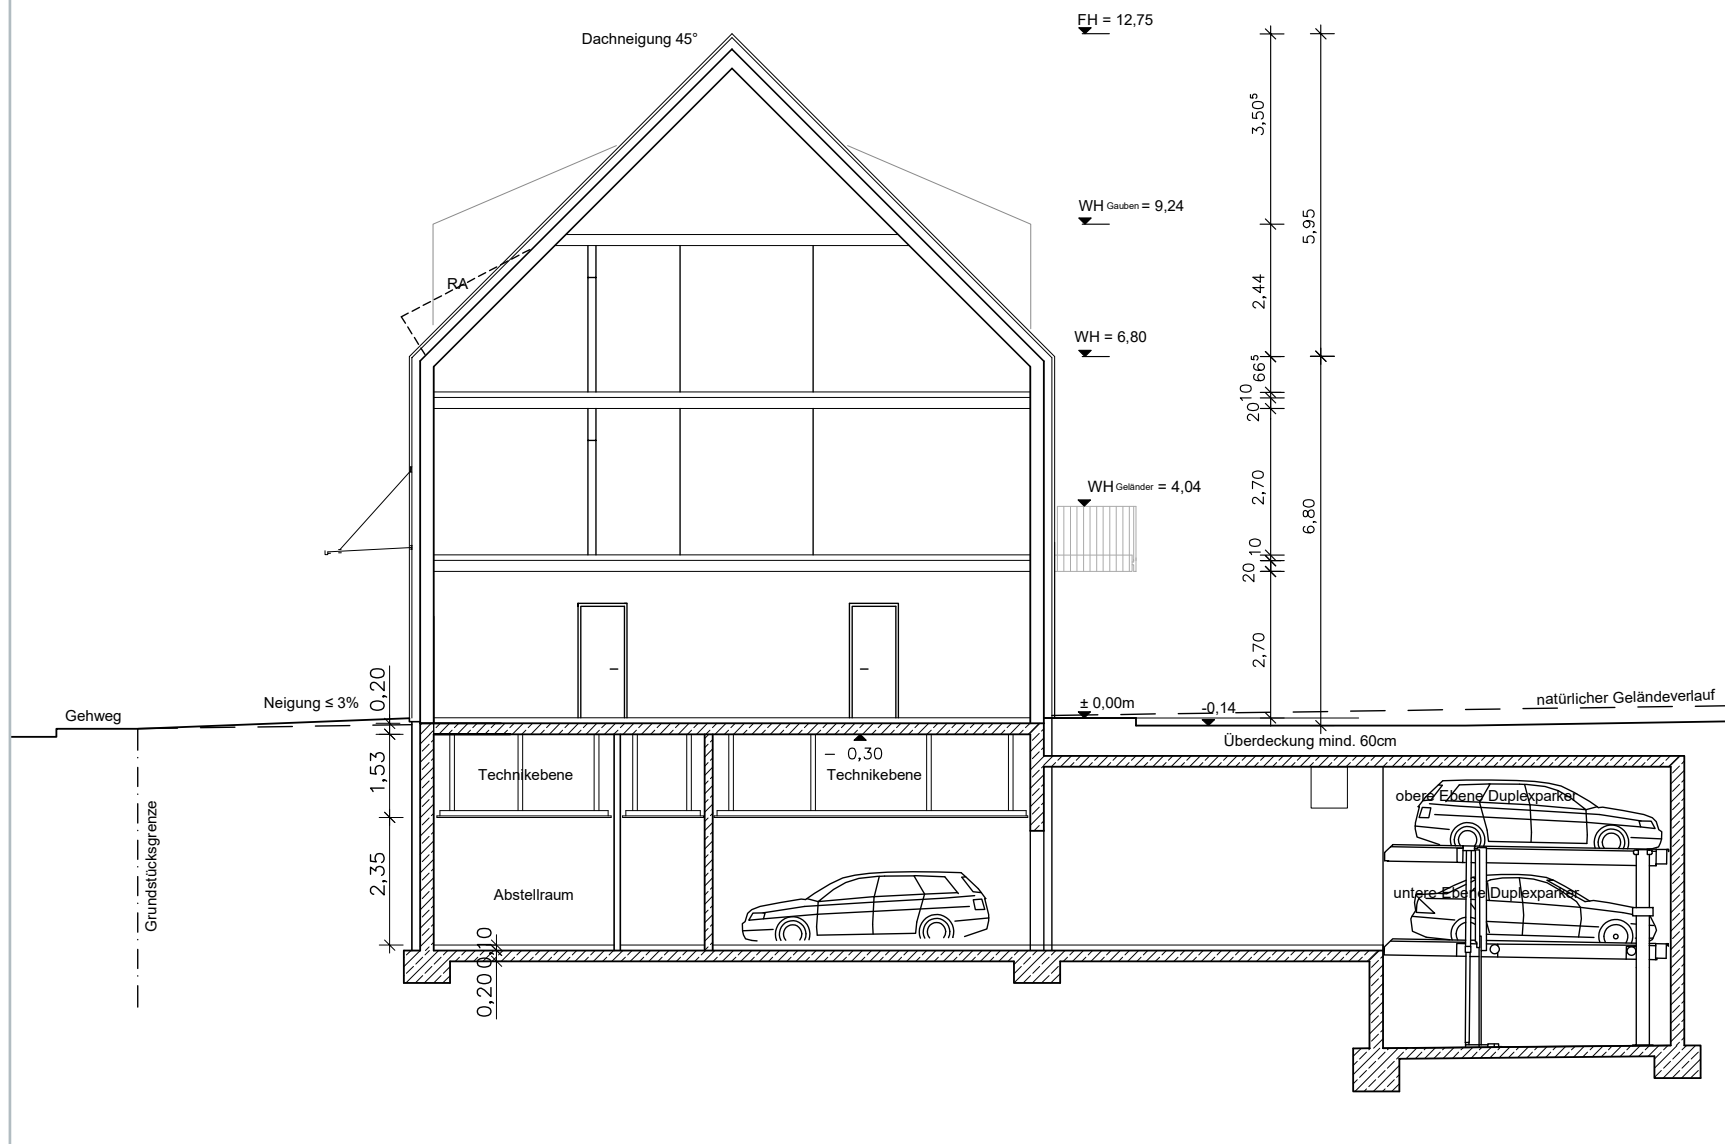 FH = 12,75
Dachneigung 45°
3,50⁵
WH Gauben = 9,24
5,95
RA
2,44
WH = 6,80
66⁵
10
20
WH Geländer = 4,04
2,70
6,80
10
20
2,70
0,20
Neigung ≤ 3%
Gehweg
± 0,00m
-0,14
natürlicher Geländeverlauf
Überdeckung mind. 60cm
– 0,30
1,53
Technikebene
Technikebene
obere Ebene Duplexparker
Grundstücksgrenze
2,35
Abstellraum
untere Ebene Duplexparker
0,10
0,20